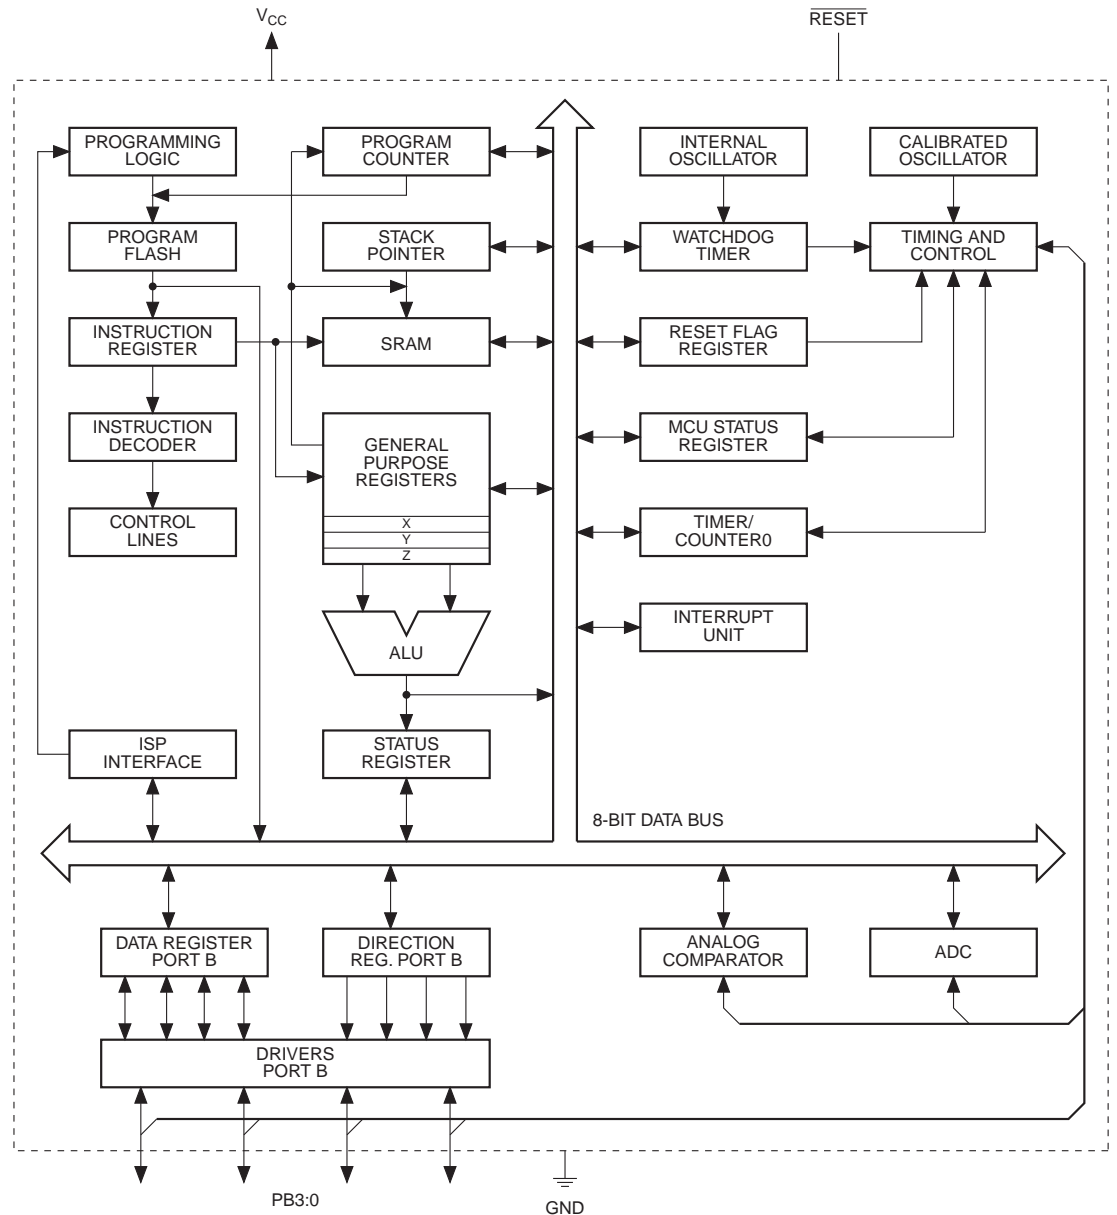 VCC
RESET
PROGRAMMING
LOGIC
PROGRAM
COUNTER
INTERNAL
OSCILLATOR
CALIBRATED
OSCILLATOR
PROGRAM
FLASH
STACK
POINTER
WATCHDOG
TIMER
TIMING AND
CONTROL
INSTRUCTION
REGISTER
SRAM
RESET FLAG
REGISTER
INSTRUCTION
DECODER
GENERAL
PURPOSE
REGISTERS
X
Y
Z
MCU STATUS
REGISTER
CONTROL
LINES
TIMER/
COUNTER0
ALU
INTERRUPT
UNIT
ISP
INTERFACE
STATUS
REGISTER
8-BIT DATA BUS
DATA REGISTER
PORT B
DIRECTION
REG. PORT B
ANALOG
COMPARATOR
ADC
DRIVERS
PORT B
PB3:0
GND